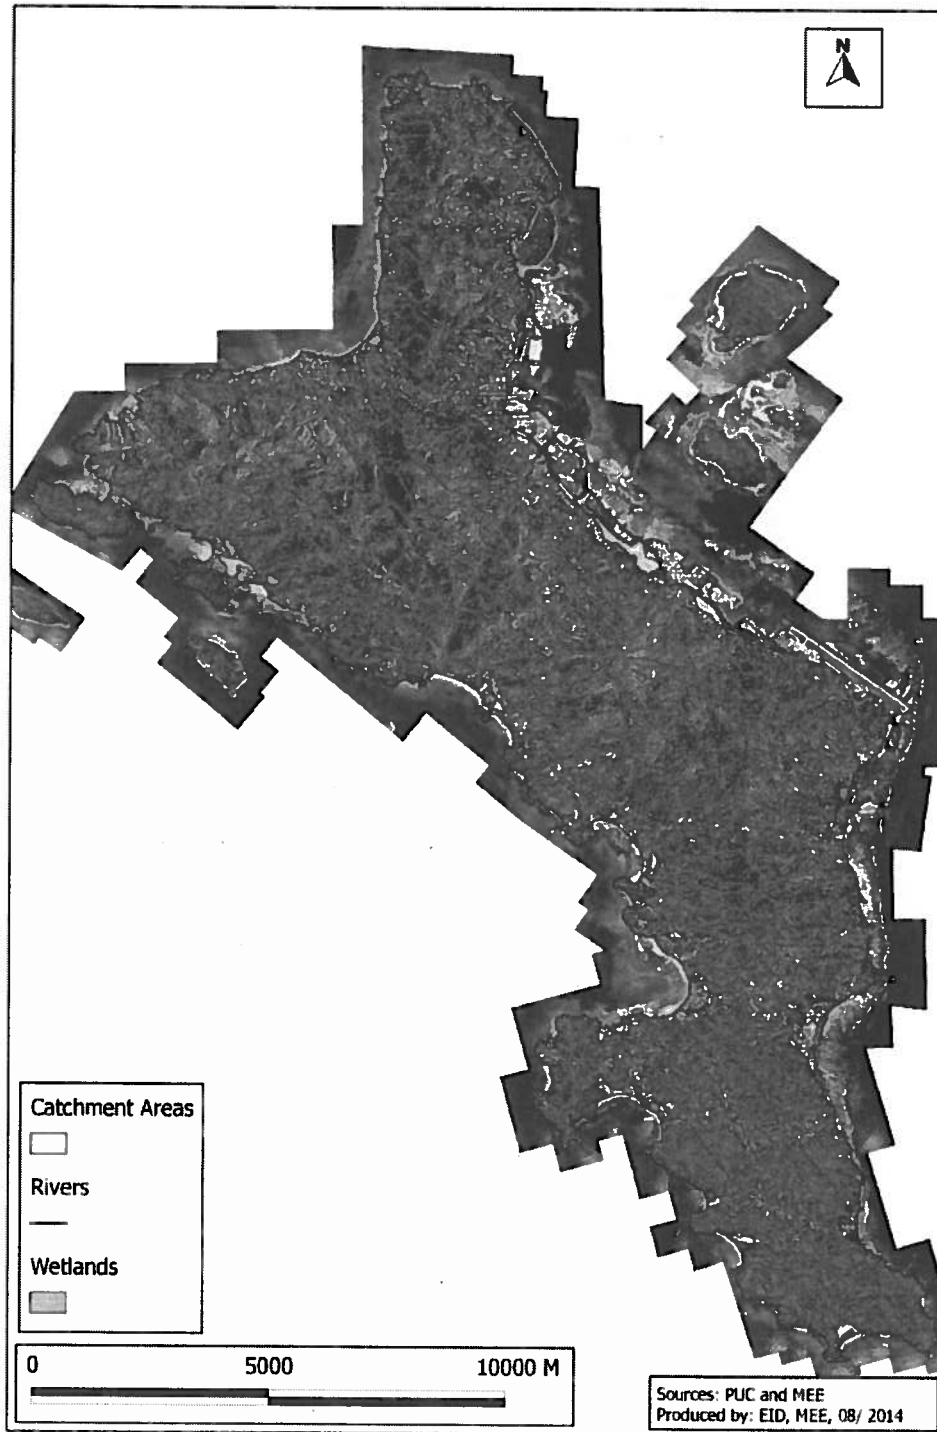 N
Catchment Areas
Rivers
Wetlands
0 5000 10000 M
Sources: PUC and MEE
Produced by: EID, MEE, 08/ 2014